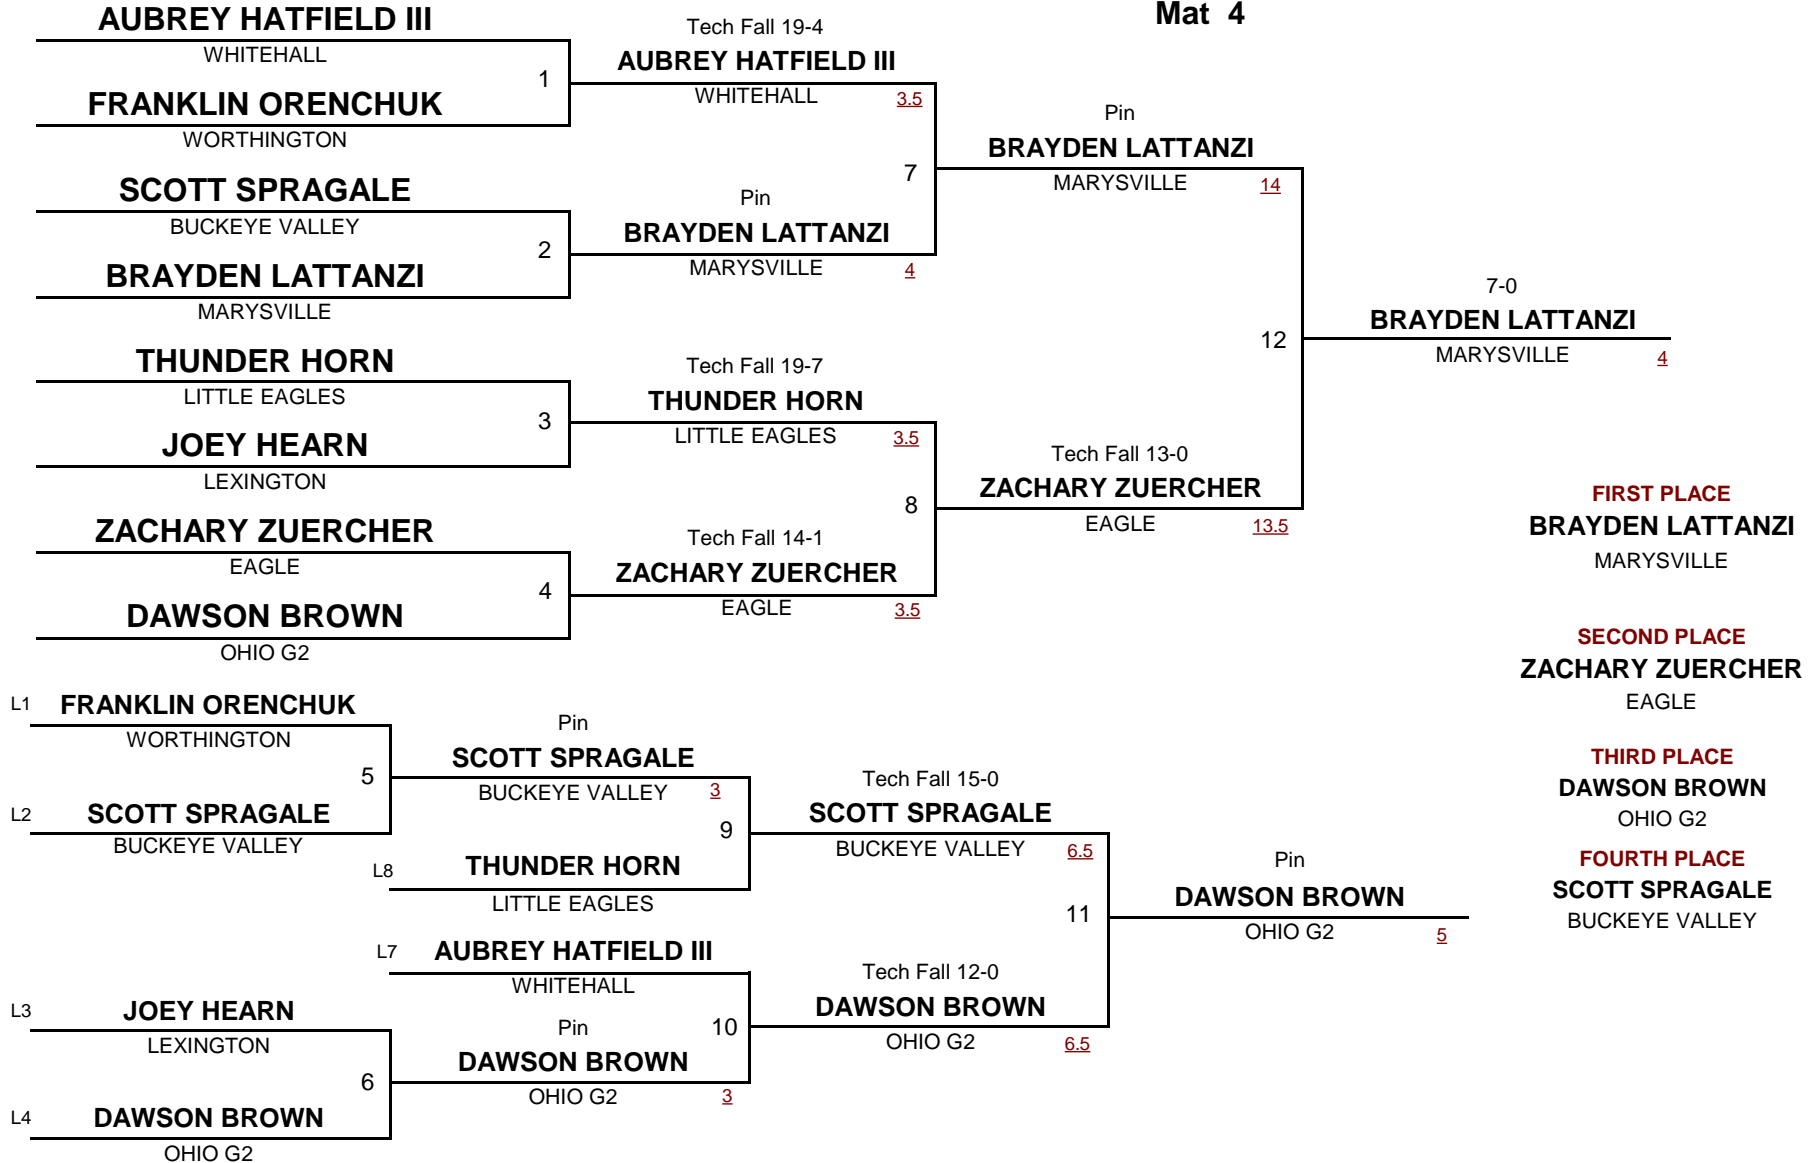 Mat 4
AUBREY HATFIELD III
WHITEHALL
1
FRANKLIN ORENCHUK
WORTHINGTON
SCOTT SPRAGALE
BUCKEYE VALLEY
2
BRAYDEN LATTANZI
MARYSVILLE
THUNDER HORN
LITTLE EAGLES
3
JOEY HEARN
LEXINGTON
ZACHARY ZUERCHER
EAGLE
4
DAWSON BROWN
OHIO G2
Tech Fall 19-4
AUBREY HATFIELD III
WHITEHALL 3.5
7
Pin
BRAYDEN LATTANZI
MARYSVILLE 4
Tech Fall 19-7
THUNDER HORN
LITTLE EAGLES 3.5
8
Tech Fall 14-1
ZACHARY ZUERCHER
EAGLE 3.5
Pin
BRAYDEN LATTANZI
MARYSVILLE 14
12
Tech Fall 13-0
ZACHARY ZUERCHER
EAGLE 13.5
7-0
BRAYDEN LATTANZI
MARYSVILLE 4
FIRST PLACE
BRAYDEN LATTANZI
MARYSVILLE
SECOND PLACE
ZACHARY ZUERCHER
EAGLE
THIRD PLACE
DAWSON BROWN
OHIO G2
FOURTH PLACE
SCOTT SPRAGALE
BUCKEYE VALLEY
L1 FRANKLIN ORENCHUK
WORTHINGTON
5
L2 SCOTT SPRAGALE
BUCKEYE VALLEY
Pin
SCOTT SPRAGALE
BUCKEYE VALLEY 3
9
L8 THUNDER HORN
LITTLE EAGLES
L7 AUBREY HATFIELD III
WHITEHALL
10
L3 JOEY HEARN
LEXINGTON
6
L4 DAWSON BROWN
OHIO G2
Pin
DAWSON BROWN
OHIO G2 3
Tech Fall 15-0
SCOTT SPRAGALE
BUCKEYE VALLEY 6.5
11
Tech Fall 12-0
DAWSON BROWN
OHIO G2 6.5
Pin
DAWSON BROWN
OHIO G2 5